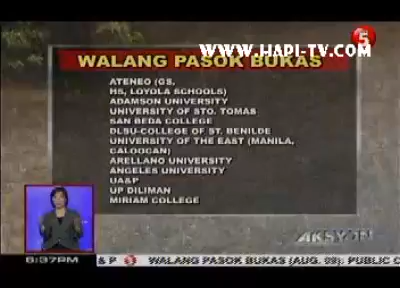 5
WWW.HAPI-TV.COM
WALANG PASOK BUKAS
ATENEO (GS,
HS, LOYOLA SCHOOLS)
ADAMSON UNIVERSITY
UNIVERSITY OF STO. TOMAS
SAN BEDA COLLEGE
DLSU-COLLEGE OF ST. BENILDE
UNIVERSITY OF THE EAST (MANILA,
CALOOCAN)
ARELLANO UNIVERSITY
ANGELES UNIVERSITY
UA&P
UP DILIMAN
MIRIAM COLLEGE
AKSYON
6:37PM & P 5 WALANG PASOK BUKAS (AUG. 09): PUBLIC